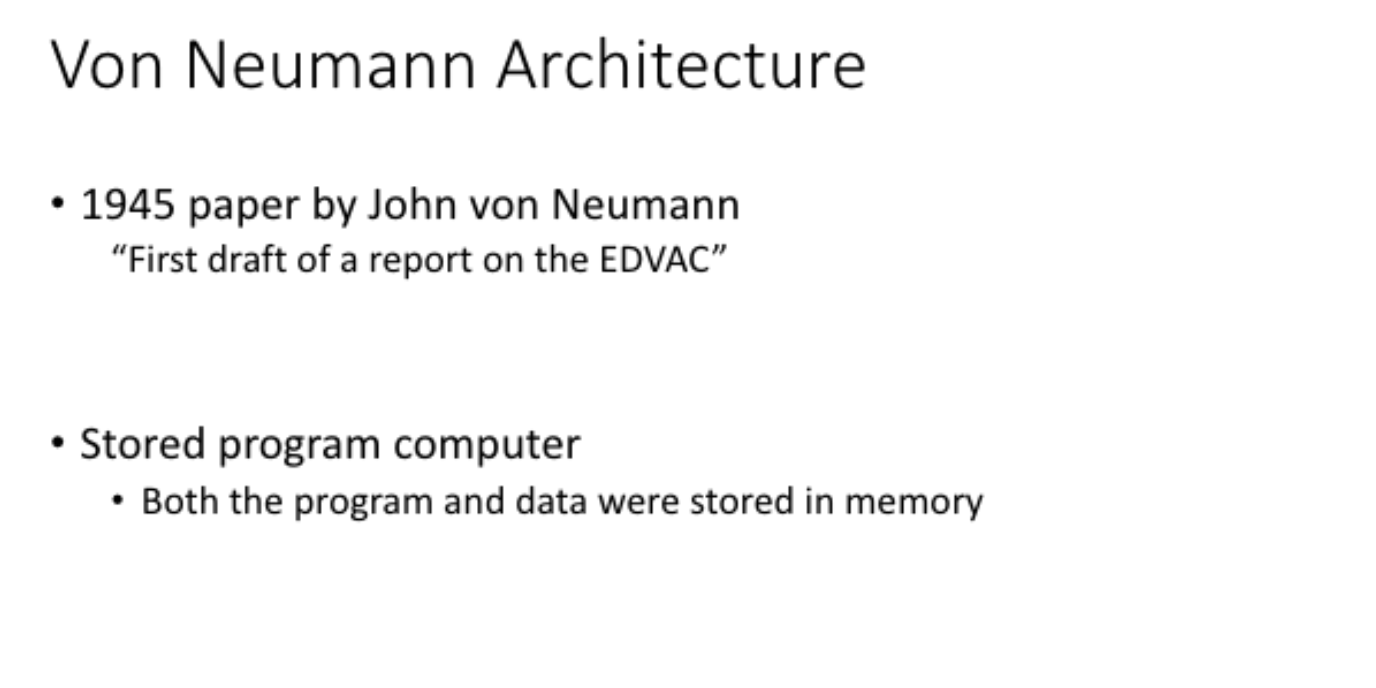 Von Neumann Architecture
• 1945 paper by John von Neumann
“First draft of a report on the EDVAC”
• Stored program computer
• Both the program and data were stored in memory